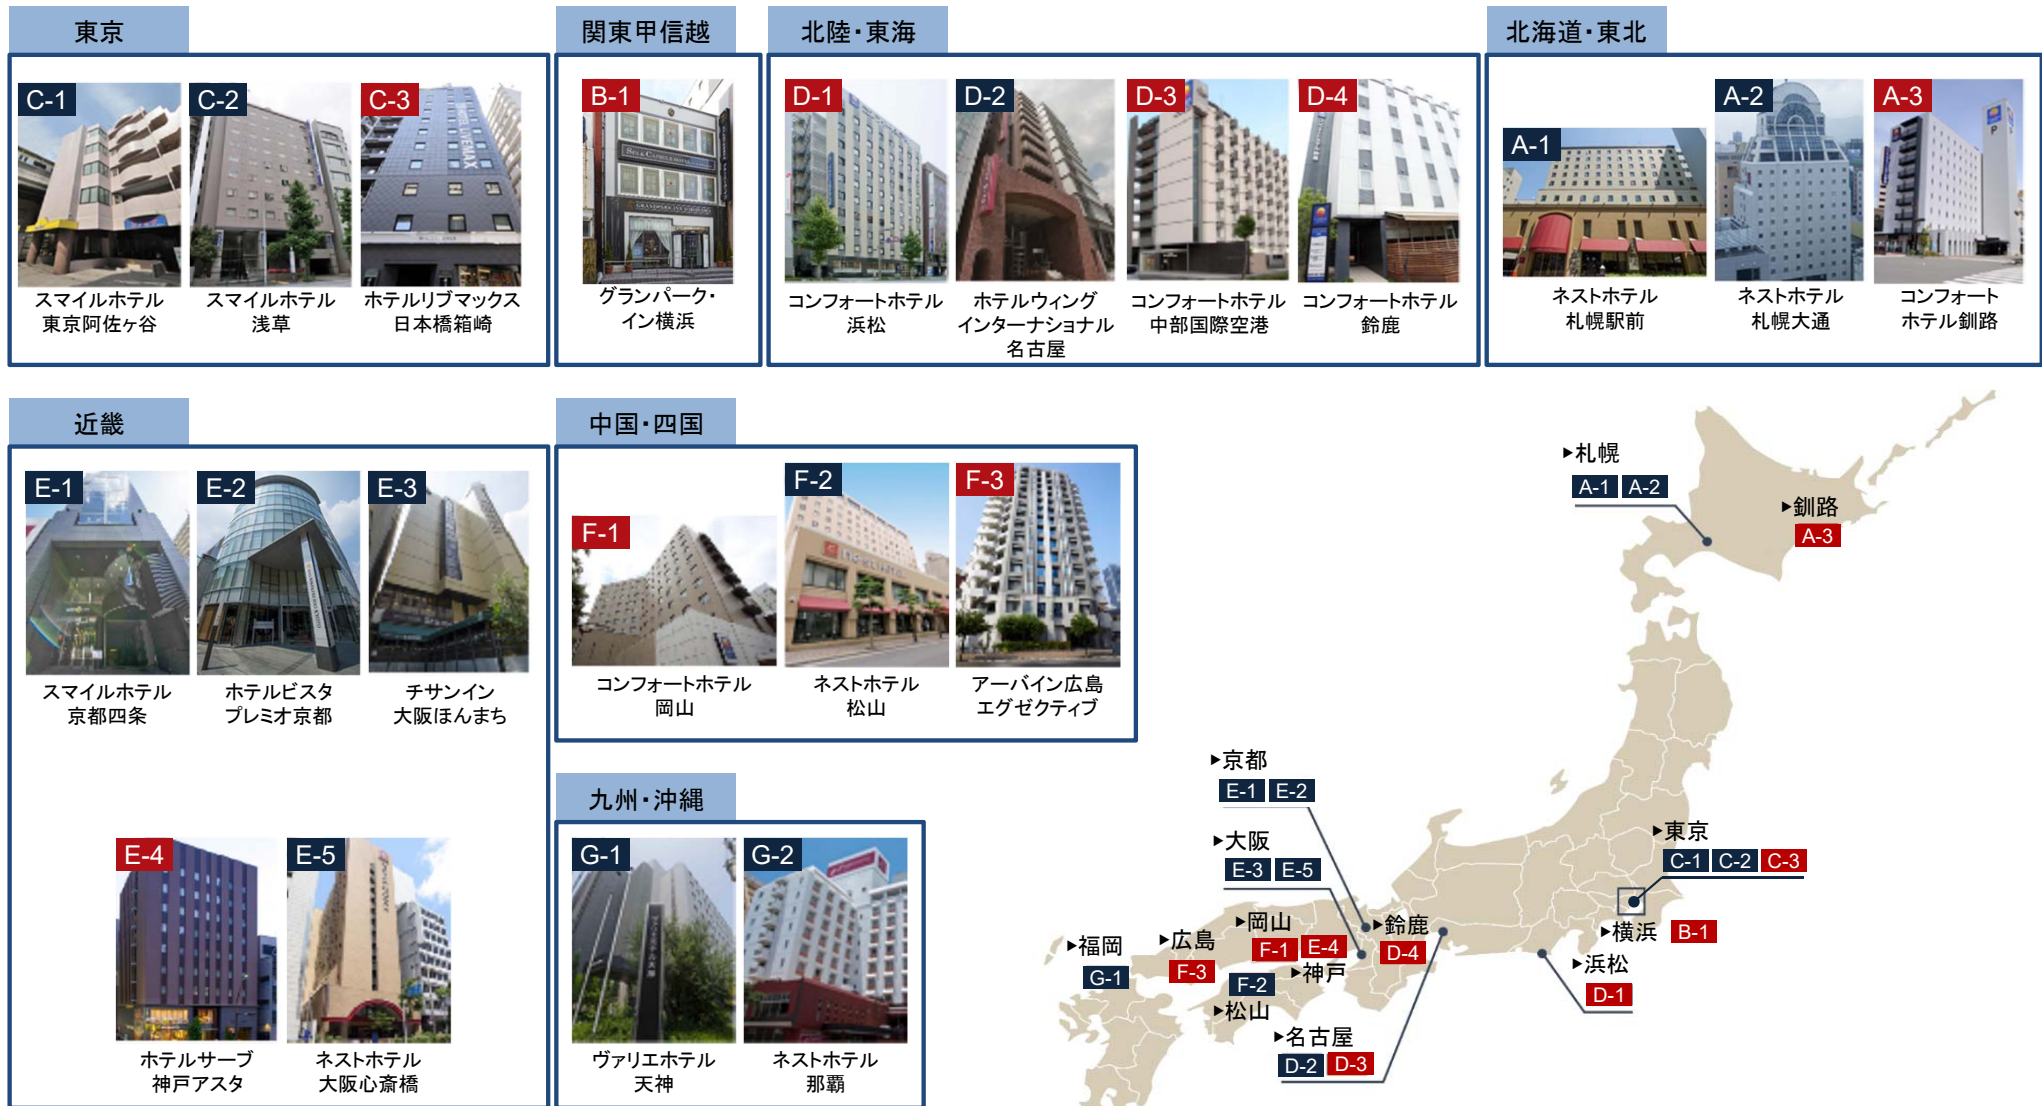 東京
C-1
C-2
C-3
スマイルホテル
東京阿佐ヶ谷
スマイルホテル
浅草
ホテルリブマックス
日本橋箱崎
関東甲信越
B-1
グランパーク・
イン横浜
北陸・東海
D-1
D-2
D-3
D-4
コンフォートホテル
浜松
ホテルウィング
インターナショナル
名古屋
コンフォートホテル
中部国際空港
コンフォートホテル
鈴鹿
北海道・東北
A-1
A-2
A-3
P
ネストホテル
札幌駅前
ネストホテル
札幌大通
コンフォート
ホテル釧路
近畿
E-1
E-2
E-3
スマイルホテル
京都四条
ホテルビスタ
プレミオ京都
チサンイン
大阪ほんまち
E-4
E-5
ホテルサーブ
神戸アスタ
ネストホテル
大阪心斎橋
中国・四国
F-1
F-2
F-3
コンフォートホテル
岡山
ネストホテル
松山
アーバイン広島
エグゼクティブ
九州・沖縄
G-1
G-2
ヴァリエホテル
天神
ネストホテル
那覇
▶札幌
A-1 A-2
▶釧路
A-3
▶京都
E-1 E-2
▶大阪
E-3 E-5
▶東京
C-1 C-2 C-3
▶横浜 B-1
▶浜松
D-1
▶鈴鹿
D-4
▶岡山
F-1
E-4
▶神戸
▶広島
F-3
▶福岡
G-1
F-2
▶松山
▶名古屋
D-2 D-3